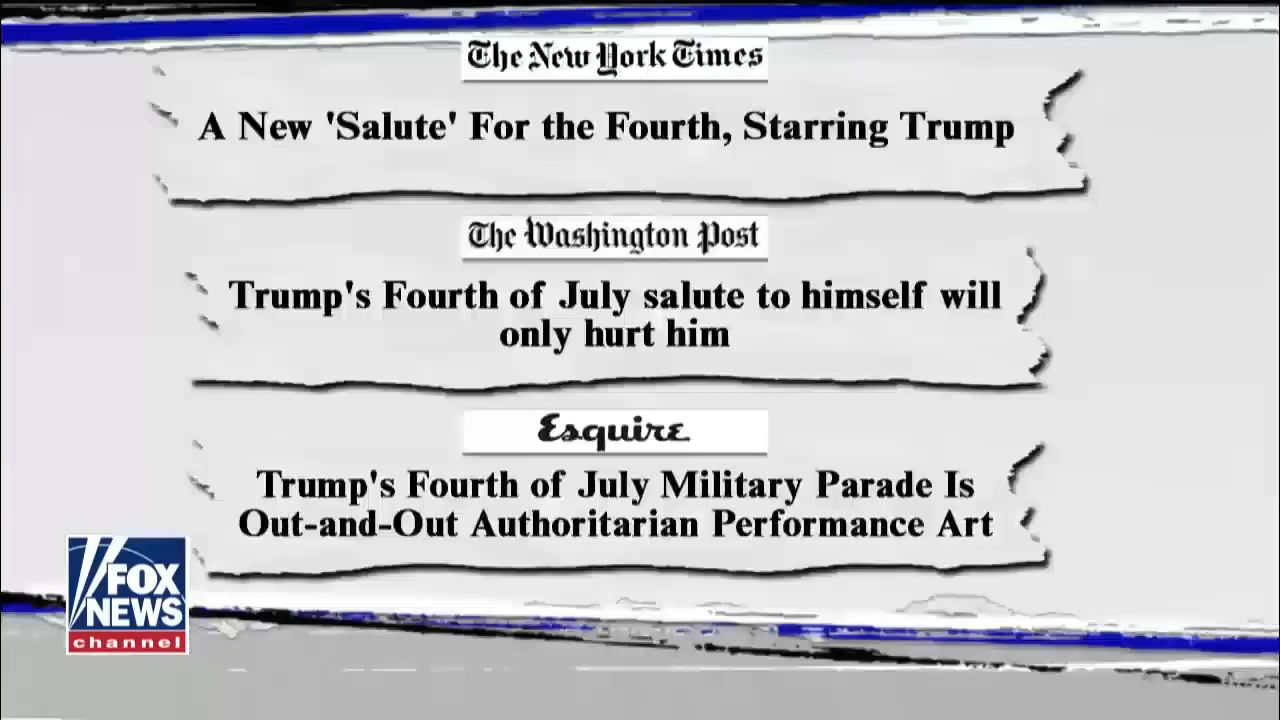 The New York Times
A New 'Salute' For the Fourth, Starring Trump
The Washington Post
Trump's Fourth of July salute to himself will
only hurt him
Esquire
Trump's Fourth of July Military Parade Is
Out-and-Out Authoritarian Performance Art
FOX
NEWS
channel